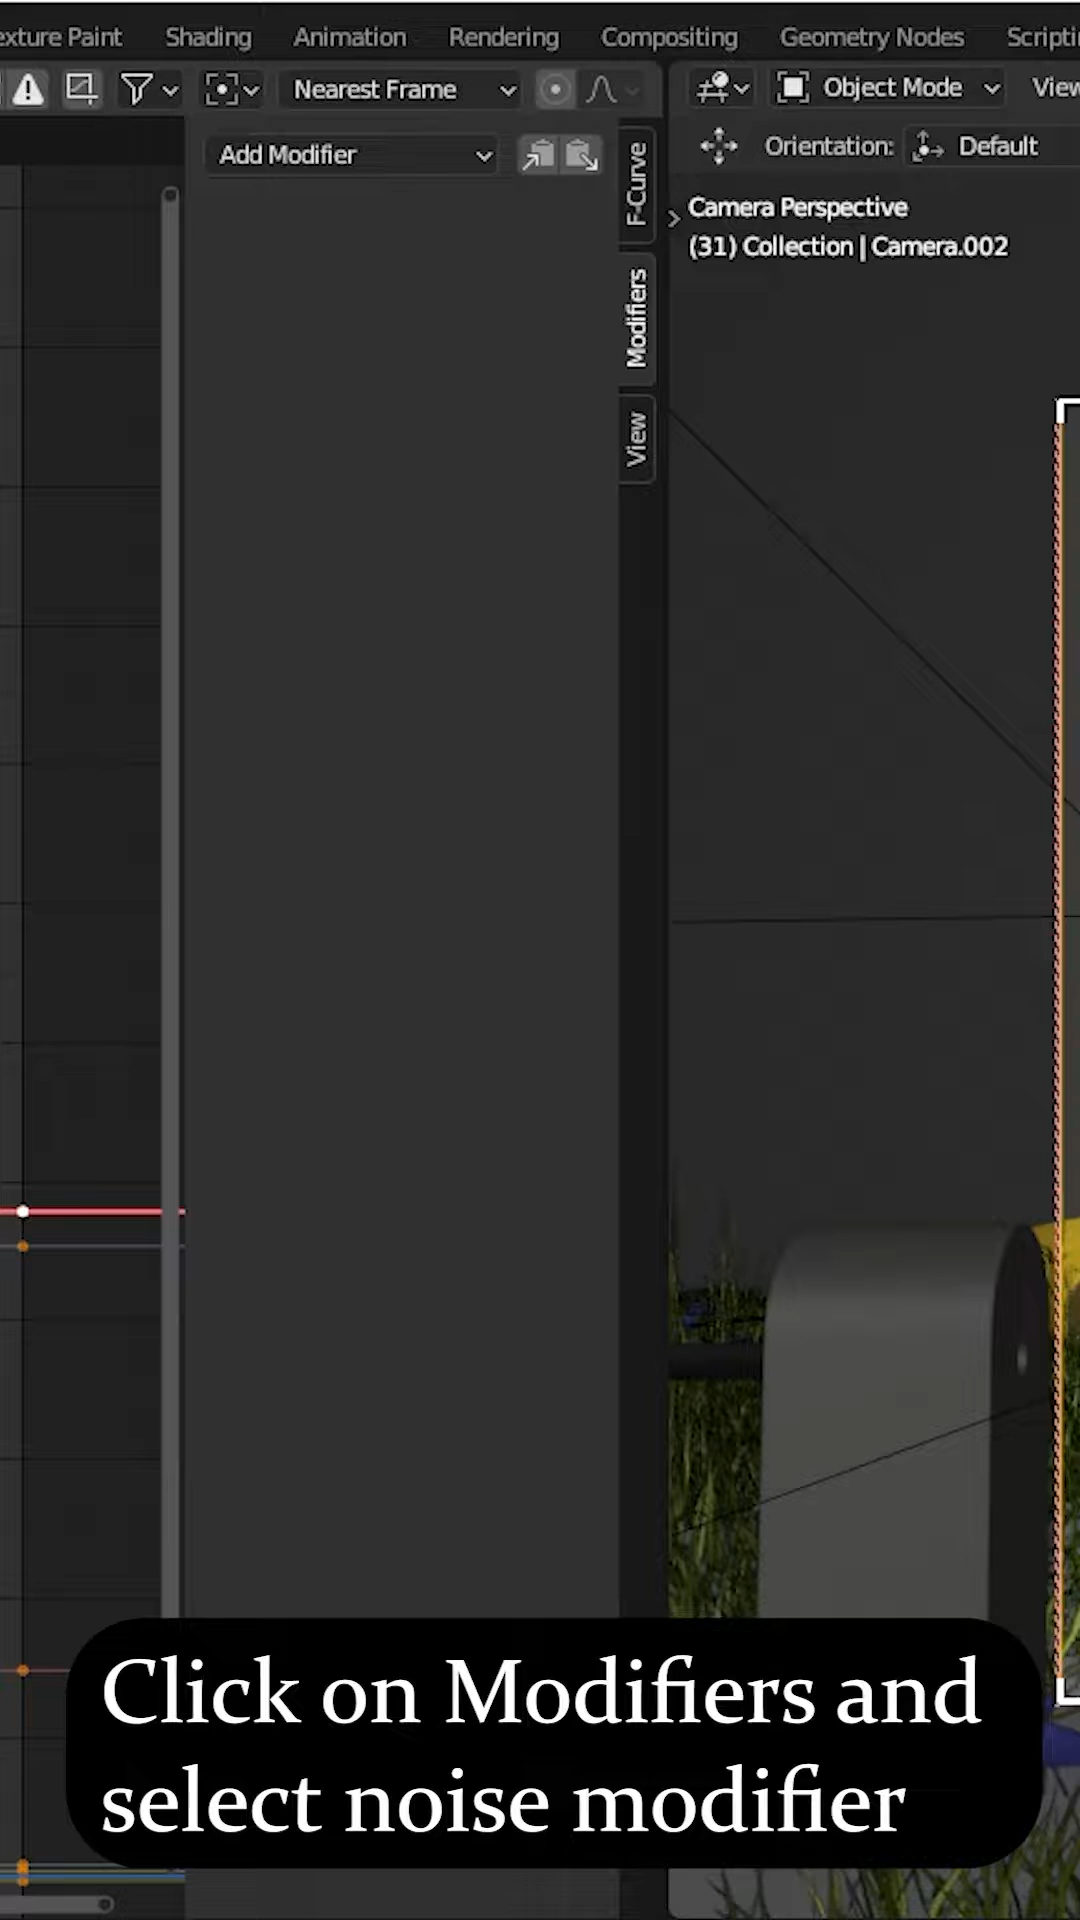 exture Paint Shading Animation Rendering Compositing Geometry Nodes Scripti
Nearest Frame
Object Mode
View
Add Modifier
Orientation: Default
F-Curve
Modifiers
View
Camera Perspective
(31) Collection | Camera.002
Click on Modifiers and
select noise modifier